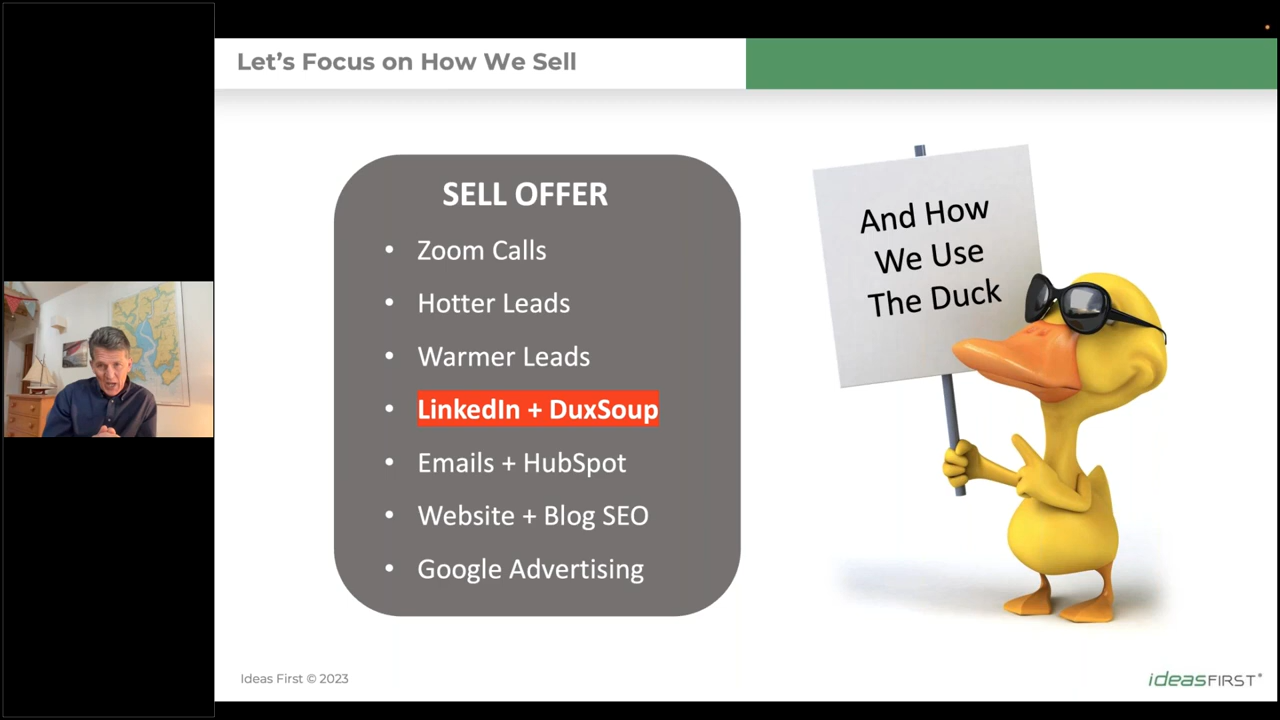 Let's Focus on How We Sell
SELL OFFER
• Zoom Calls
• Hotter Leads
• Warmer Leads
• LinkedIn + DuxSoup
• Emails + HubSpot
• Website + Blog SEO
• Google Advertising
And How
We Use
The Duck
Ideas First © 2023
ideasFIRST®